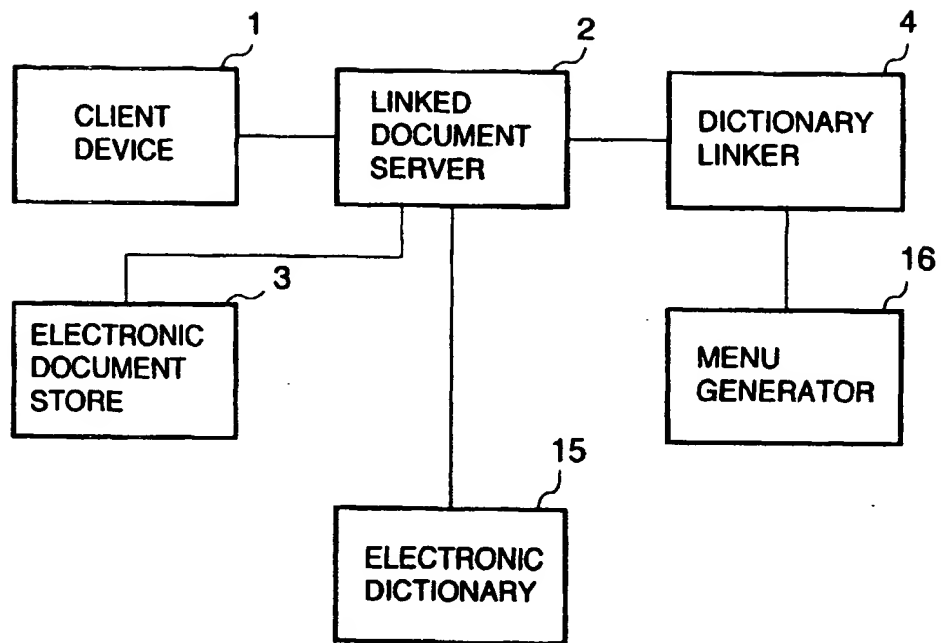 1
CLIENT
DEVICE
2
LINKED
DOCUMENT
SERVER
4
DICTIONARY
LINKER
3
ELECTRONIC
DOCUMENT
STORE
16
MENU
GENERATOR
15
ELECTRONIC
DICTIONARY